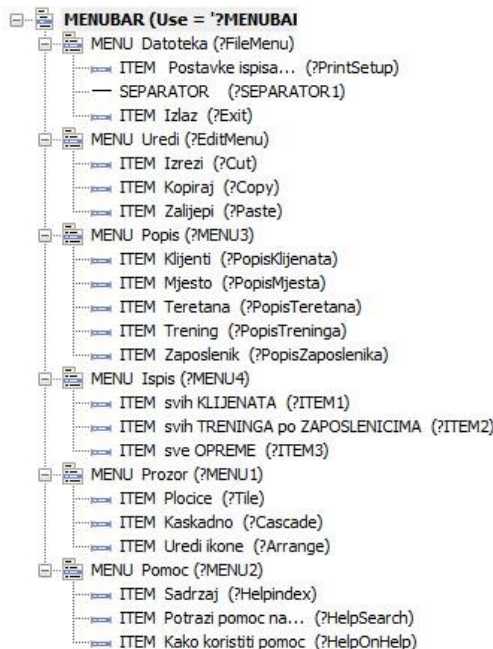 MENUBAR (Use = '?MENUBAI
MENU Datoteka (?FileMenu)
ITEM Postavke ispisa... (?PrintSetup)
SEPARATOR (?SEPARATOR1)
ITEM Izlaz (?Exit)
MENU Uredi (?EditMenu)
ITEM Izrezi (?Cut)
ITEM Kopiraj (?Copy)
ITEM Zalijepi (?Paste)
MENU Popis (?MENU3)
ITEM Klijenti (?PopisKlijenata)
ITEM Mjesto (?PopisMjesta)
ITEM Teretana (?PopisTeretana)
ITEM Trening (?PopisTreninga)
ITEM Zaposlenik (?PopisZaposlenika)
MENU Ispis (?MENU4)
ITEM svih KLIJENATA (?ITEM1)
ITEM svih TRENINGA po ZAPOSLENICIMA (?ITEM2)
ITEM sve OPREME (?ITEM3)
MENU Prozor (?MENU1)
ITEM Plocice (?Tile)
ITEM Kaskadno (?Cascade)
ITEM Uredi ikone (?Arrange)
MENU Pomoc (?MENU2)
ITEM Sadrzaj (?Helpindex)
ITEM Potrazi pomoc na... (?HelpSearch)
ITEM Kako koristiti pomoc (?HelpOnHelp)